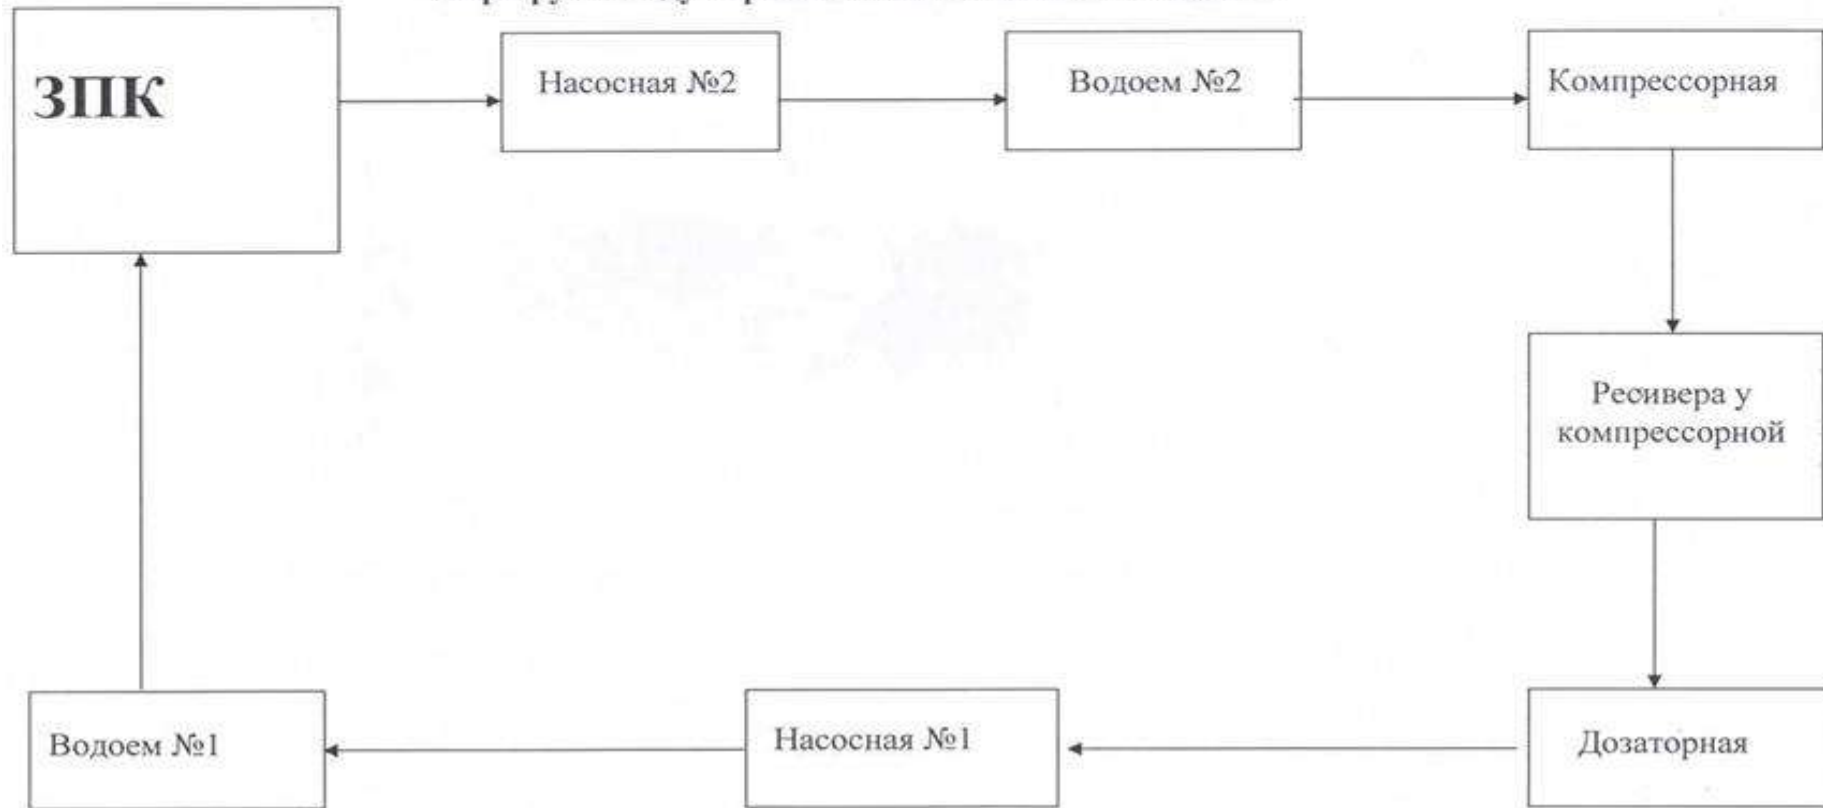 ЗПК
Насосная №2
Водоем №2
Компрессорная
Ресивера у
компрессорной
Водоем №1
Насосная №1
Дозаторная